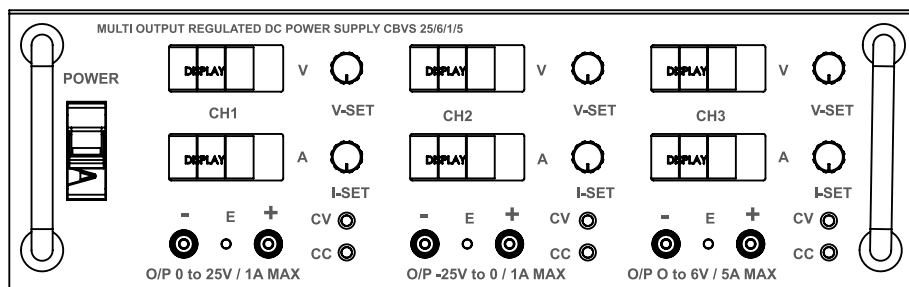 MULTI OUTPUT REGULATED DC POWER SUPPLY CBVS 25/6/1/5
POWER
DISPLAY V
DISPLAY V
DISPLAY V
CH1 V-SET
CH2 V-SET
CH3 V-SET
DISPLAY A
DISPLAY A
DISPLAY A
I-SET
I-SET
I-SET
- E + CV
- E + CV
- E + CV
CC
CC
CC
O/P 0 to 25V / 1A MAX
O/P -25V to 0 / 1A MAX
O/P O to 6V / 5A MAX